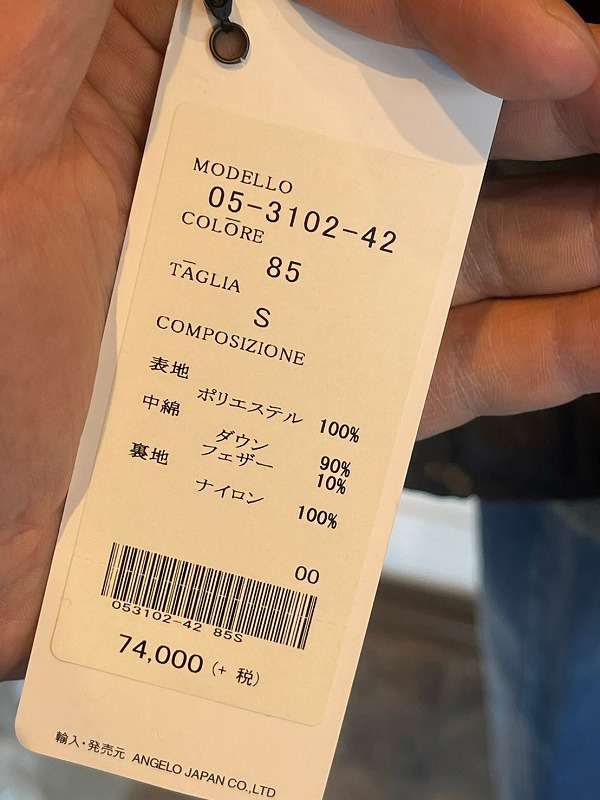 MODELLO
05-3102-42
COLORE
85
TAGLIA
S
COMPOSIZIONE
表地
ポリエステル 100%
中綿
ダウン 90%
フェザー 10%
裏地
ナイロン 100%
00
053102-42 85S
74,000 (+ 税)
輸入・発売元 ANGELO JAPAN CO.,LTD